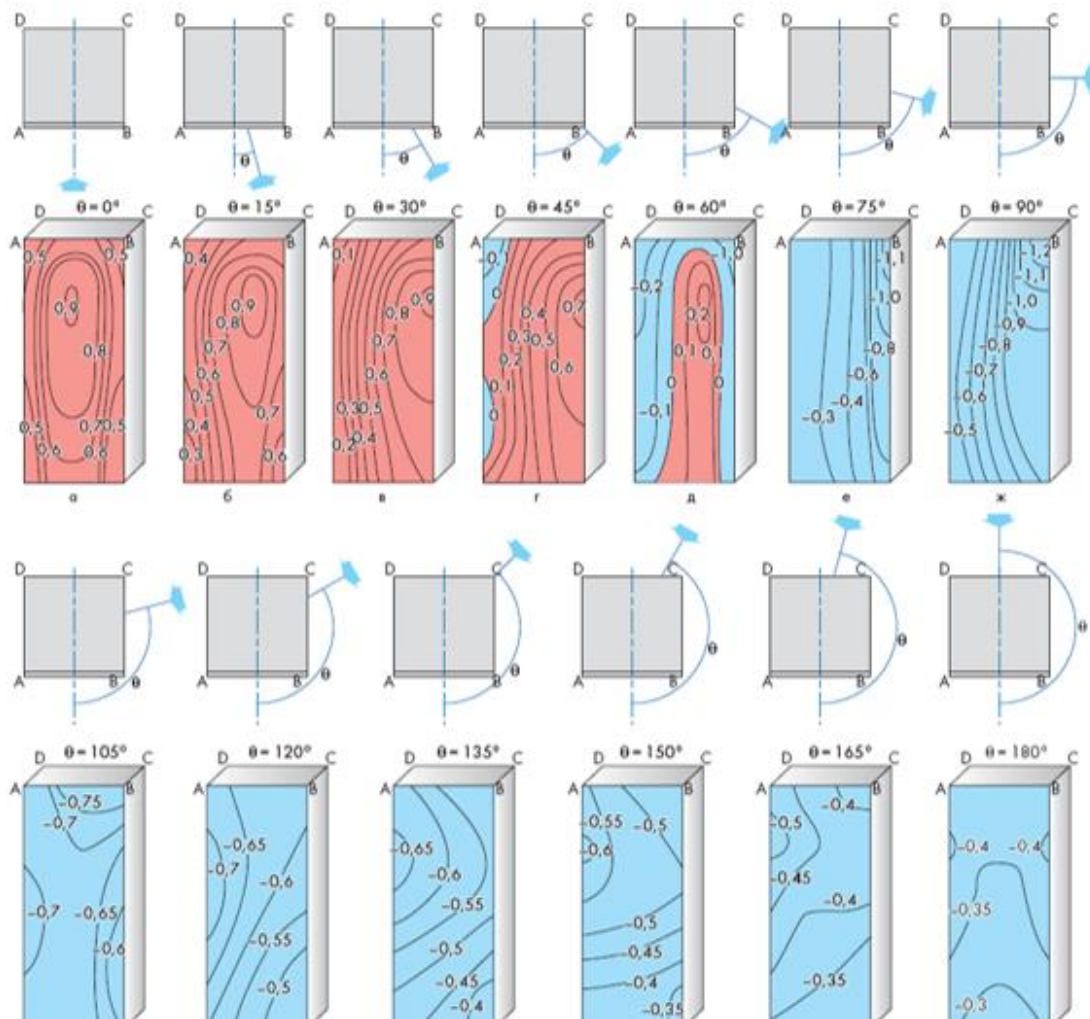 D C D C D C D C D C D C D C
A B A B A B A B A B A B A B
θ θ θ θ θ θ
D θ=0° C D θ=15° C D θ=30° C D θ=45° C D θ=60° C D θ=75° C D θ=90° C
A B A B A B A B A B A B A B
0,5 0,5 0,9 0,8 0,5 0,7 0,5 0,6 0,6
0,4 0,9 0,8 0,7 0,6 0,5 0,7 0,4 0,3 0,6
0,1 0,9 0,8 0,7 0,6 0,3 0,5 0,4 0,2
-0,1 0 0,4 0,7 0,3 0,5 0,2 0,6 0,1 0
-1,0 -0,2 0,2 0,1 0 0 -0,1
-1,1 -1,0 -0,8 -0,6 -0,4 -0,3
-1,2 -1,1 -1,0 -0,9 -0,8 -0,7 -0,6 -0,5
а б в г д е ж
D C D C D C D C D C D C
A B A B A B A B A B A B
θ θ θ θ θ θ
D θ=105° C D θ=120° C D θ=135° C D θ=150° C D θ=165° C D θ=180° C
A B A B A B A B A B A B
-0,75 -0,7 -0,7 -0,65 -0,6
-0,65 -0,7 -0,6 -0,55 -0,5
-0,65 -0,6 -0,55 -0,5 -0,45 -0,4
-0,55 -0,5 -0,6 -0,5 -0,45 -0,4 -0,35
-0,4 -0,5 -0,45 -0,4 -0,35
-0,4 -0,4 -0,35 -0,3